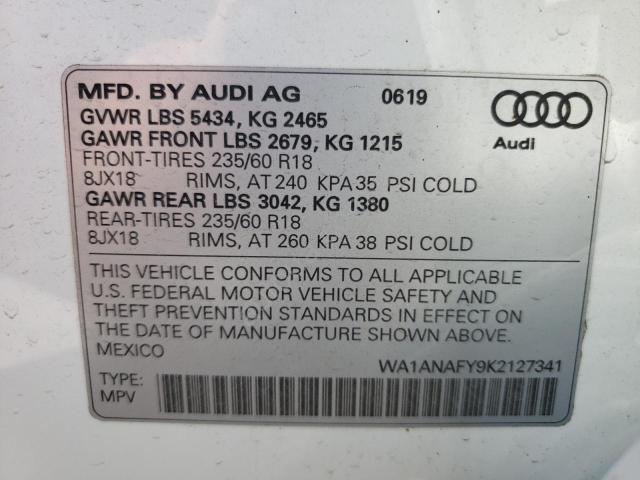 MFD. BY AUDI AG 0619
GVWR LBS 5434, KG 2465
GAWR FRONT LBS 2679, KG 1215
Audi
FRONT-TIRES 235/60 R18
8JX18 RIMS, AT 240 KPA 35 PSI COLD
GAWR REAR LBS 3042, KG 1380
REAR-TIRES 235/60 R18
8JX18 RIMS, AT 260 KPA 38 PSI COLD
THIS VEHICLE CONFORMS TO ALL APPLICABLE
U.S. FEDERAL MOTOR VEHICLE SAFETY AND
THEFT PREVENTION STANDARDS IN EFFECT ON
THE DATE OF MANUFACTURE SHOWN ABOVE.
MEXICO
WA1ANAFY9K2127341
TYPE:
MPV